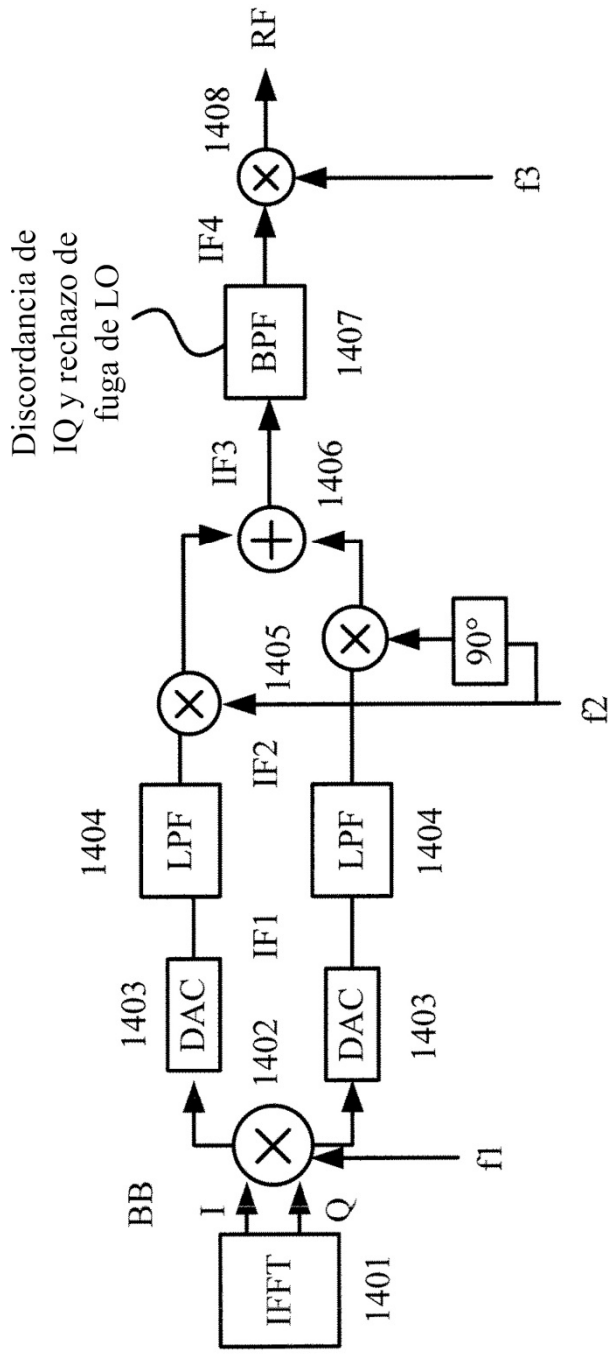 IFFT
1401
BB
I
Q
f1
1402
1403
DAC
DAC
1403
IF1
1404
LPF
LPF
1404
IF2
1405
90°
f2
1406
IF3
BPF
1407
Discordancia de
IQ y rechazo de
fuga de LO
IF4
1408
f3
RF